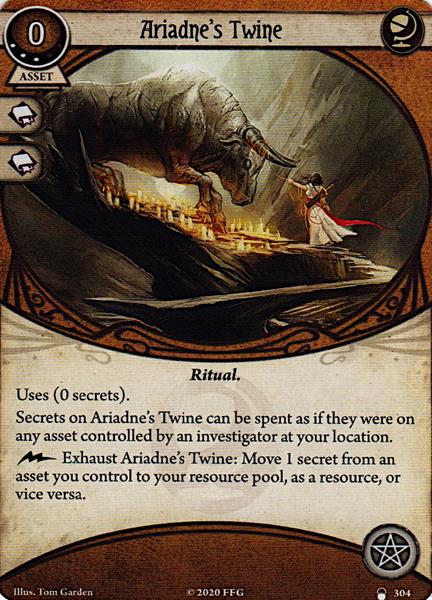 0
Ariadne's Twine
ASSET
Ritual.
Uses (0 secrets).
Secrets on Ariadne's Twine can be spent as if they were on
any asset controlled by an investigator at your location.
Exhaust Ariadne's Twine: Move 1 secret from an
asset you control to your resource pool, as a resource, or
vice versa.
Illus. Tom Garden
© 2020 FFG
304